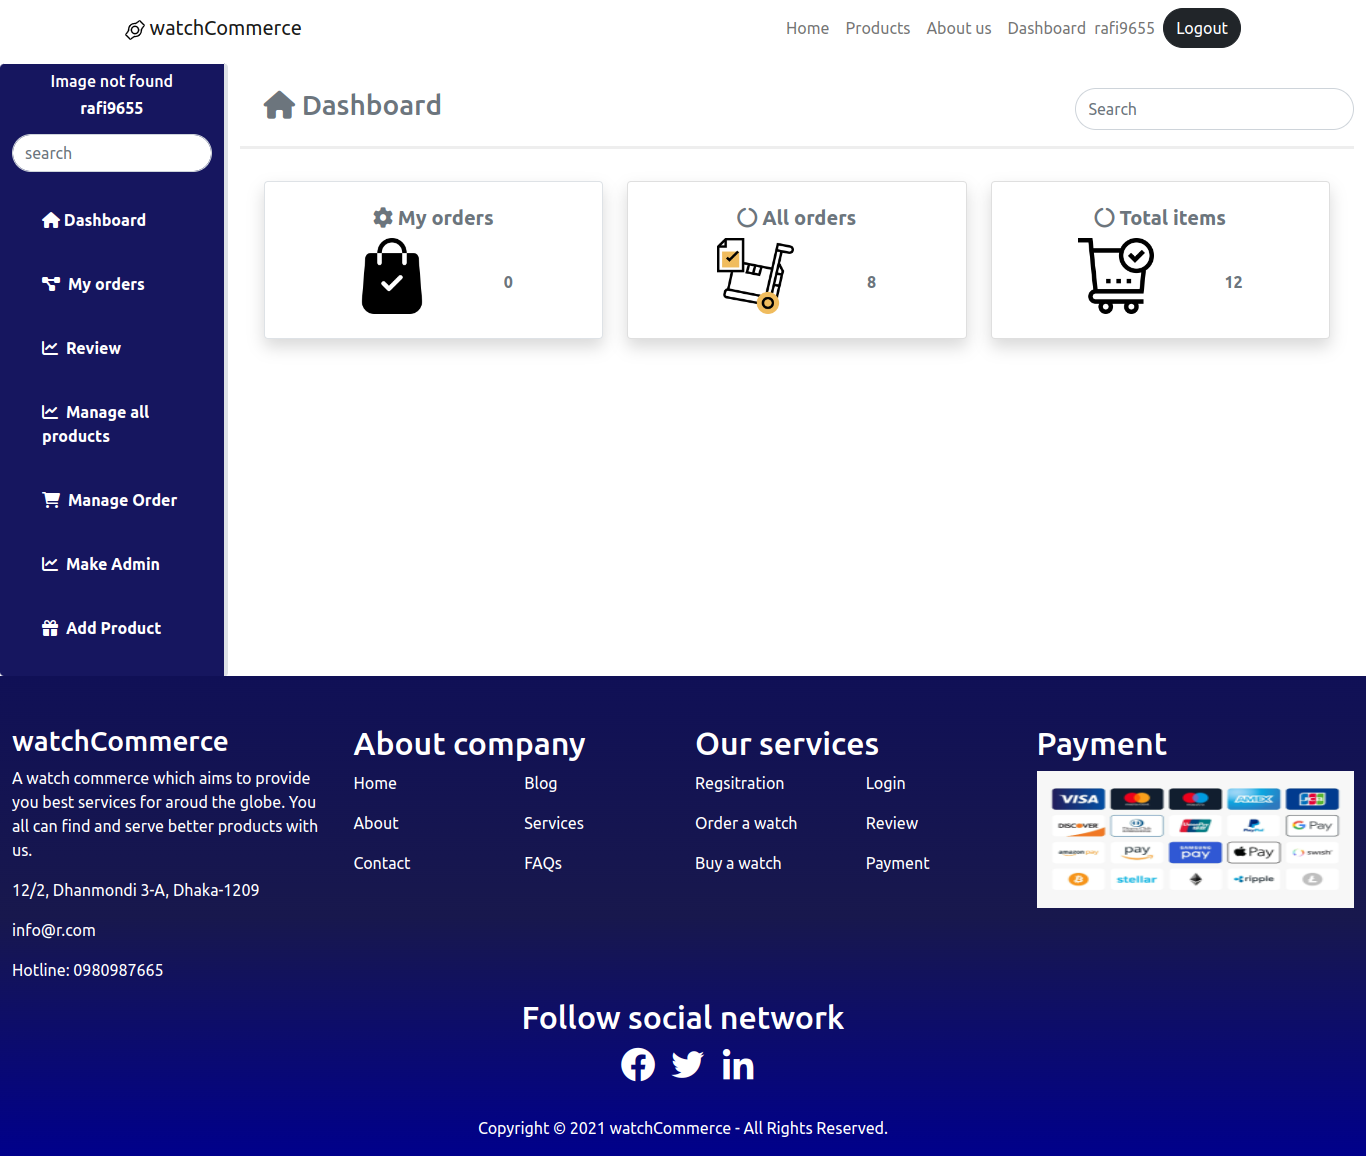 watchCommerce
Home Products About us Dashboard rafi9655 Logout
Image not found
rafi9655
search
Dashboard
My orders
Review
Manage all
products
Manage Order
Make Admin
Add Product
Dashboard
Search
My orders
0
All orders
8
Total items
12
watchCommerce
A watch commerce which aims to provide
you best services for aroud the globe. You
all can find and serve better products with
us.
12/2, Dhanmondi 3-A, Dhaka-1209
info@r.com
Hotline: 0980987665
About company
Home Blog
About Services
Contact FAQs
Our services
Regsitration Login
Order a watch Review
Buy a watch Payment
Payment
VISA AMEX JCB
DISCOVER PayPal G Pay
amazon pay pay SAMSUNG pay Pay swish
stellar ripple
Follow social network
Copyright © 2021 watchCommerce - All Rights Reserved.